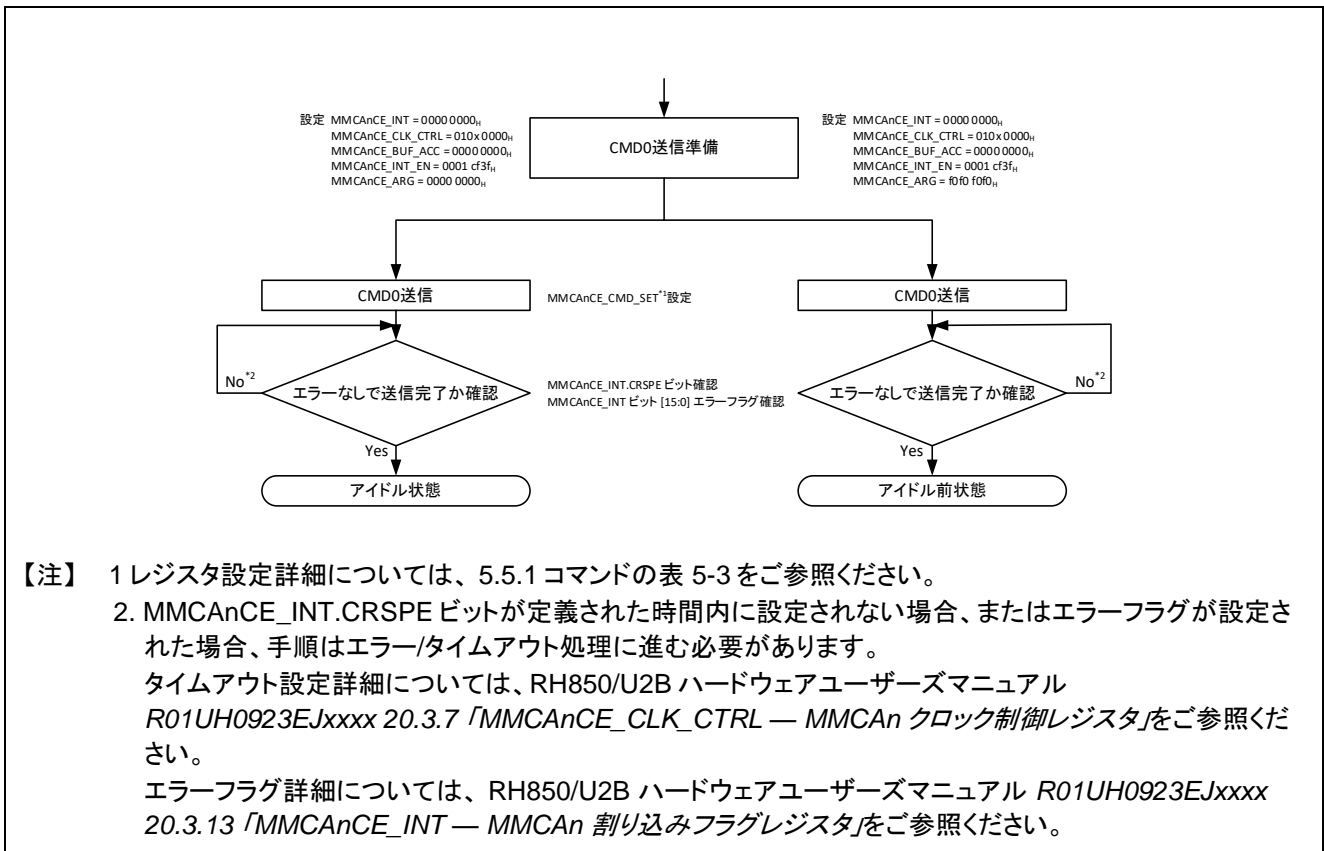 設定 MMCAnCE_INT = 0000 0000H
MMCAnCE_CLK_CTRL = 010x 0000H
MMCAnCE_BUF_ACC = 0000 0000H
MMCAnCE_INT_EN = 0001 cf3fH
MMCAnCE_ARG = 0000 0000H
CMD0送信準備
設定 MMCAnCE_INT = 0000 0000H
MMCAnCE_CLK_CTRL = 010x 0000H
MMCAnCE_BUF_ACC = 0000 0000H
MMCAnCE_INT_EN = 0001 cf3fH
MMCAnCE_ARG = f0f0 f0f0H
CMD0送信
MMCAnCE_CMD_SET*1設定
CMD0送信
No*2
エラーなしで送信完了か確認
MMCAnCE_INT.CRSPE ビット確認
MMCAnCE_INT ビット [15:0] エラーフラグ確認
エラーなしで送信完了か確認
No*2
Yes
Yes
アイドル状態
アイドル前状態
【注】 1 レジスタ設定詳細については、5.5.1 コマンドの表 5-3 をご参照ください。
2. MMCAnCE_INT.CRSPE ビットが定義された時間内に設定されない場合、またはエラーフラグが設定さ
れた場合、手順はエラー/タイムアウト処理に進む必要があります。
タイムアウト設定詳細については、RH850/U2B ハードウェアユーザーズマニュアル
R01UH0923EJxxxx 20.3.7 「MMCAnCE_CLK_CTRL — MMCAn クロック制御レジスタ」をご参照くだ
さい。
エラーフラグ詳細については、RH850/U2B ハードウェアユーザーズマニュアル R01UH0923EJxxxx
20.3.13 「MMCAnCE_INT — MMCAn 割り込みフラグレジスタ」をご参照ください。